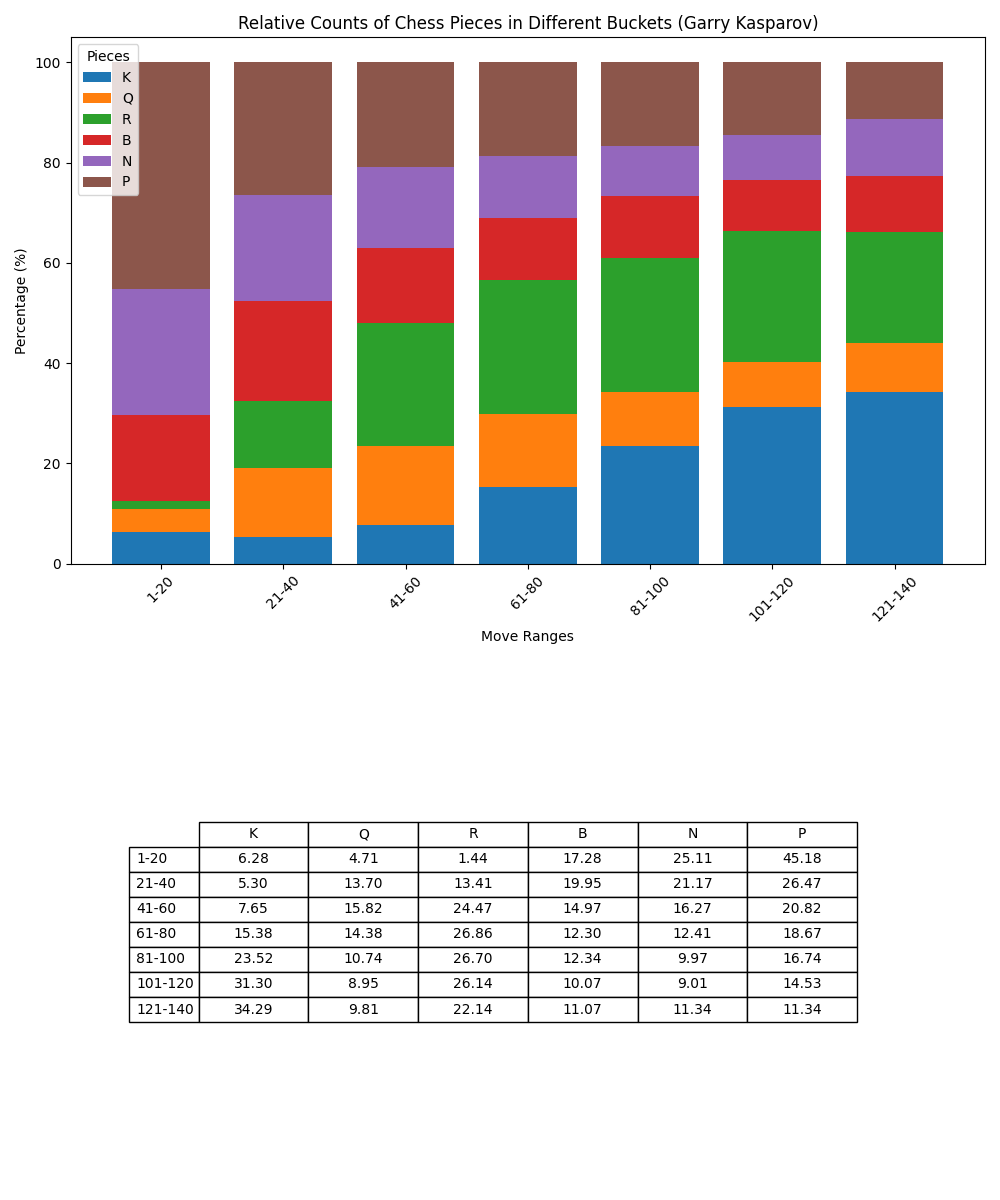 Relative Counts of Chess Pieces in Different Buckets (Garry Kasparov)
Pieces
K
Q
R
B
N
P
100
80
60
40
20
0
Percentage (%)
1-20 21-40 41-60 61-80 81-100 101-120 121-140
Move Ranges
K Q R B N P
1-20 6.28 4.71 1.44 17.28 25.11 45.18
21-40 5.30 13.70 13.41 19.95 21.17 26.47
41-60 7.65 15.82 24.47 14.97 16.27 20.82
61-80 15.38 14.38 26.86 12.30 12.41 18.67
81-100 23.52 10.74 26.70 12.34 9.97 16.74
101-120 31.30 8.95 26.14 10.07 9.01 14.53
121-140 34.29 9.81 22.14 11.07 11.34 11.34